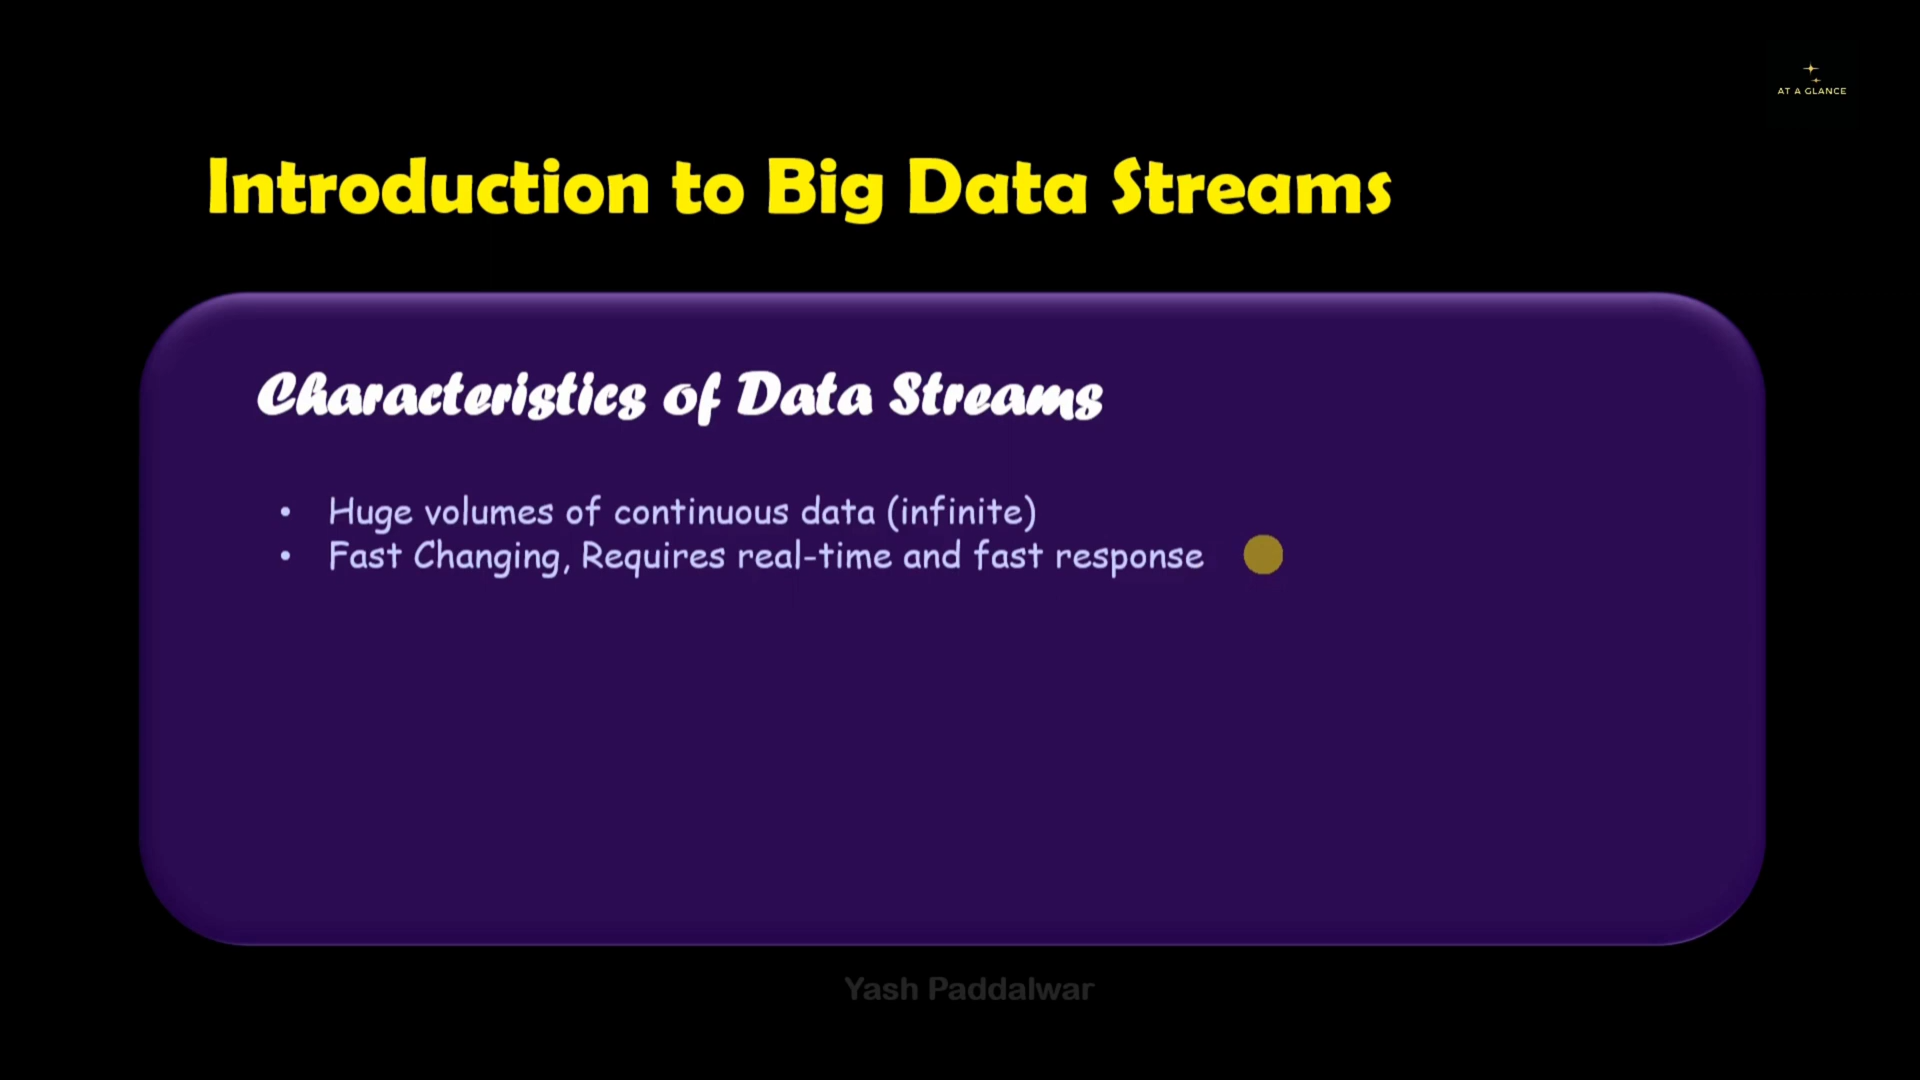 AT A GLANCE
Introduction to Big Data Streams
Characteristics of Data Streams
• Huge volumes of continuous data (infinite)
• Fast Changing, Requires real-time and fast response
Yash Paddalwar